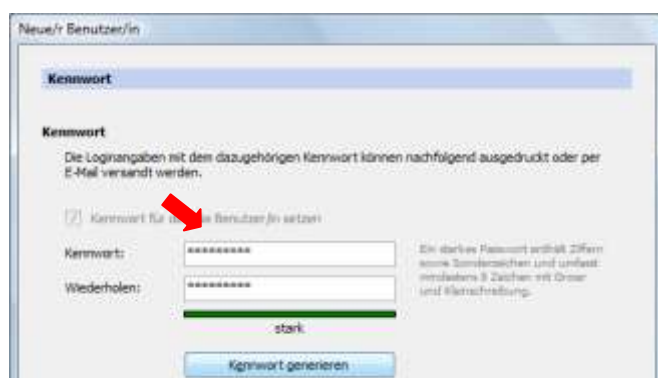 Neue/r Benutzer/in
Kennwort
Kennwort
Die Loginangaben mit dem dazugehörigen Kennwort können nachfolgend ausgedruckt oder per
E-Mail versandt werden.
Kennwort für Benutzer/in setzen
Kennwort:
*********
Ein starkes Passwort enthält Ziffern
sowie Sonderzeichen und umfasst
mindestens 8 Zeichen mit Gross-
und Kleinschreibung.
Wiederholen:
*********
stark
Kennwort generieren